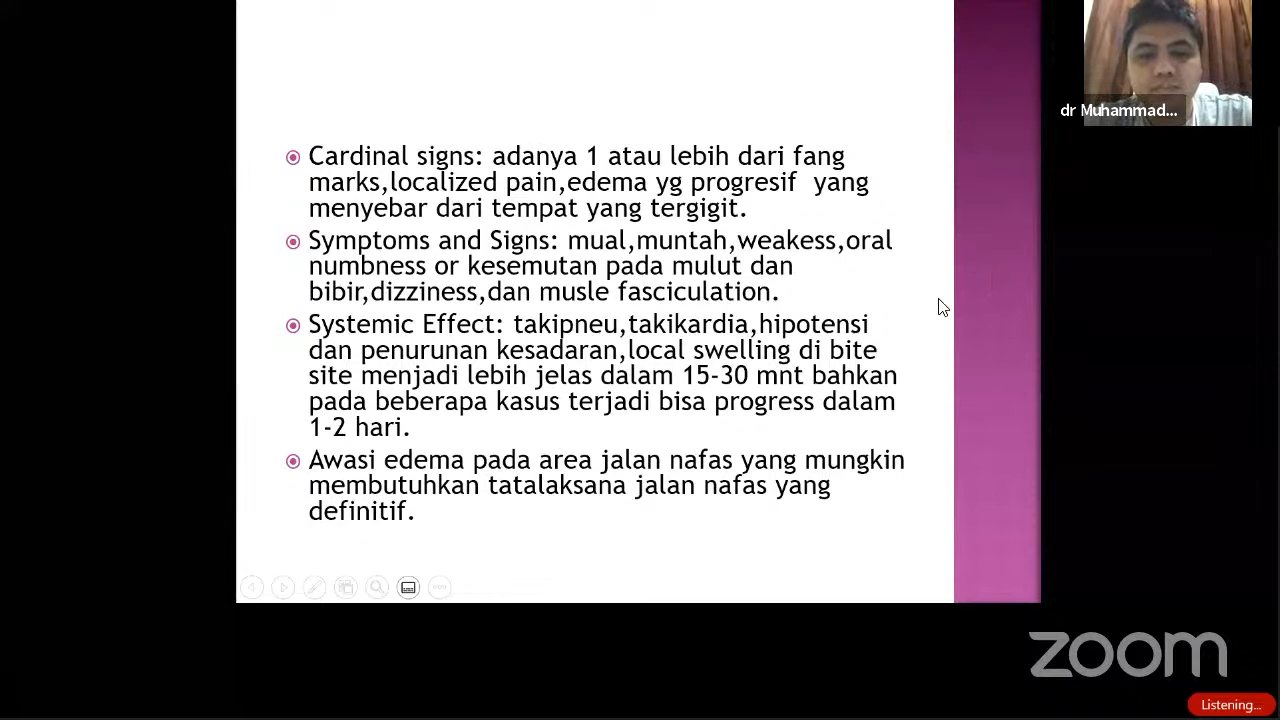 dr Muhammad...
Cardinal signs: adanya 1 atau lebih dari fang
marks,localized pain,edema yg progresif yang
menyebar dari tempat yang tergigit.
Symptoms and Signs: mual,muntah,weakess,oral
numbness or kesemutan pada mulut dan
bibir,dizziness,dan musle fasciculation.
Systemic Effect: takipneu,takikardia,hipotensi
dan penurunan kesadaran,local swelling di bite
site menjadi lebih jelas dalam 15-30 mnt bahkan
pada beberapa kasus terjadi bisa progress dalam
1-2 hari.
Awasi edema pada area jalan nafas yang mungkin
membutuhkan tatalaksana jalan nafas yang
definitif.
zoom
Listening...